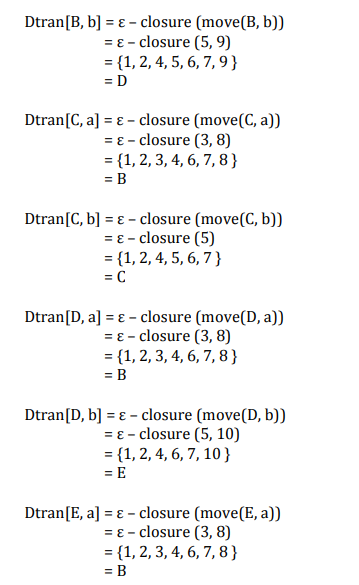 Dtran[B, b] = ε – closure (move(B, b))
= ε – closure (5, 9)
= {1, 2, 4, 5, 6, 7, 9 }
= D
Dtran[C, a] = ε – closure (move(C, a))
= ε – closure (3, 8)
= {1, 2, 3, 4, 6, 7, 8 }
= B
Dtran[C, b] = ε – closure (move(C, b))
= ε – closure (5)
= {1, 2, 4, 5, 6, 7 }
= C
Dtran[D, a] = ε – closure (move(D, a))
= ε – closure (3, 8)
= {1, 2, 3, 4, 6, 7, 8 }
= B
Dtran[D, b] = ε – closure (move(D, b))
= ε – closure (5, 10)
= {1, 2, 4, 6, 7, 10 }
= E
Dtran[E, a] = ε – closure (move(E, a))
= ε – closure (3, 8)
= {1, 2, 3, 4, 6, 7, 8 }
= B